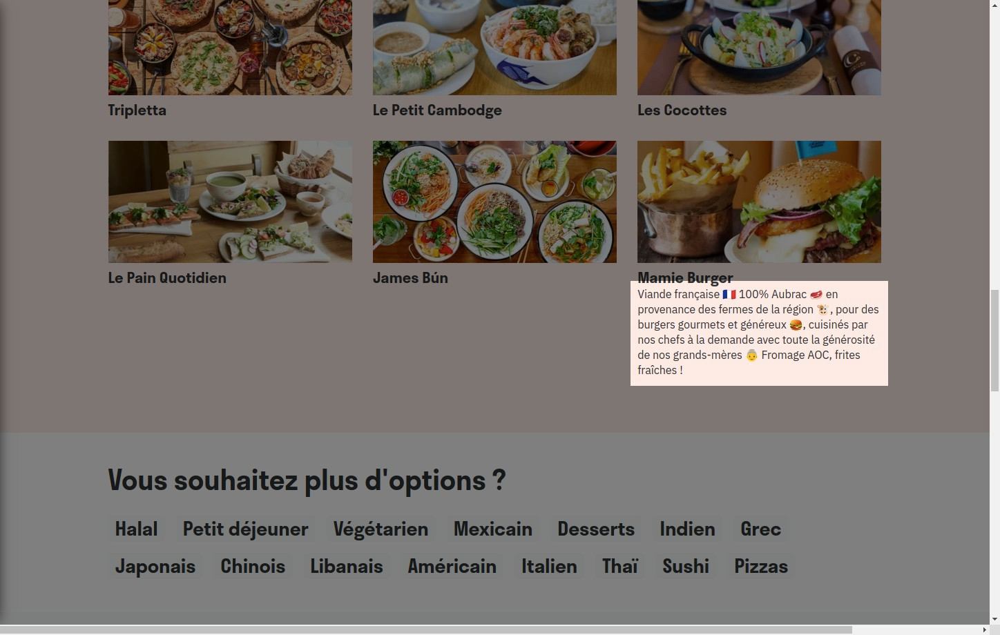 Tripletta
Le Petit Cambodge
Les Cocottes
Le Pain Quotidien
James Bún
Mamie Burger
Viande française 🇫🇷 100% Aubrac 🥩 en
provenance des fermes de la région 🐮, pour des
burgers gourmets et généreux 🍔, cuisinés par
nos chefs à la demande avec toute la générosité
de nos grands-mères 👵 Fromage AOC, frites
fraîches !
Vous souhaitez plus d'options ?
Halal Petit déjeuner Végétarien Mexicain Desserts Indien Grec
Japonais Chinois Libanais Américain Italien Thaï Sushi Pizzas